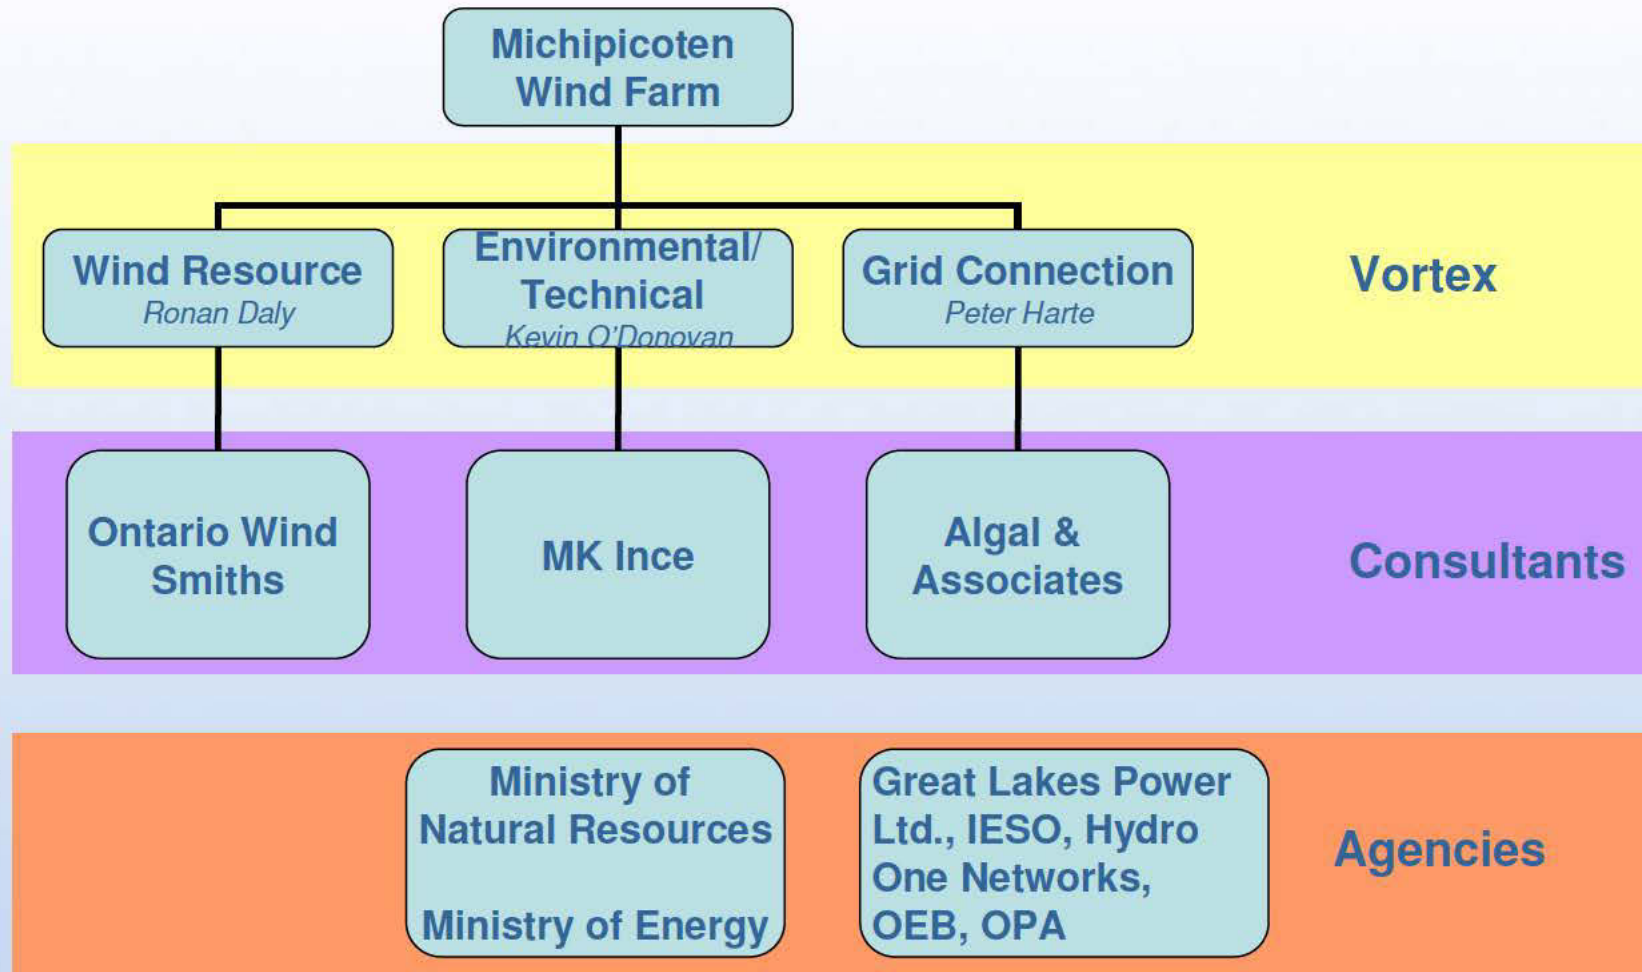 Michipicoten
Wind Farm
Wind Resource
Ronan Daly
Environmental/
Technical
Kevin O'Donovan
Grid Connection
Peter Harte
Vortex
Ontario Wind
Smiths
MK Ince
Algal &
Associates
Consultants
Ministry of
Natural Resources
Ministry of Energy
Great Lakes Power
Ltd., IESO, Hydro
One Networks,
OEB, OPA
Agencies